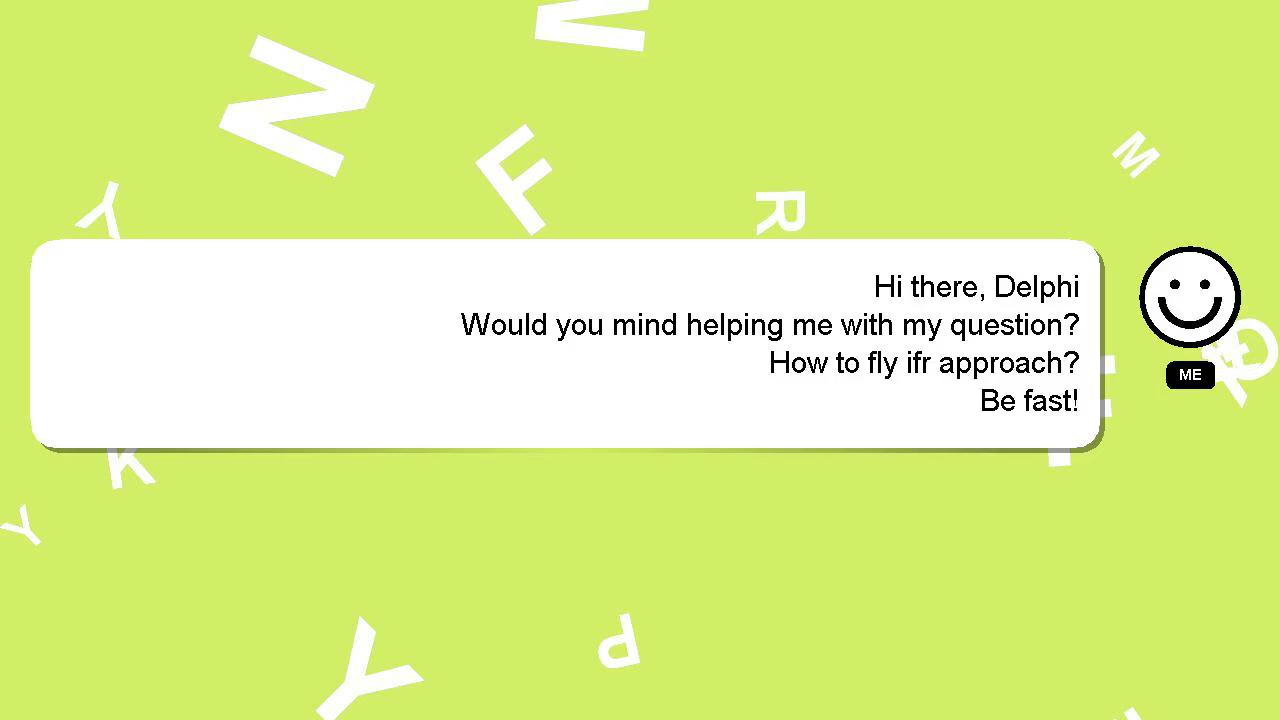 Hi there, Delphi
Would you mind helping me with my question?
How to fly ifr approach?
Be fast!
ME